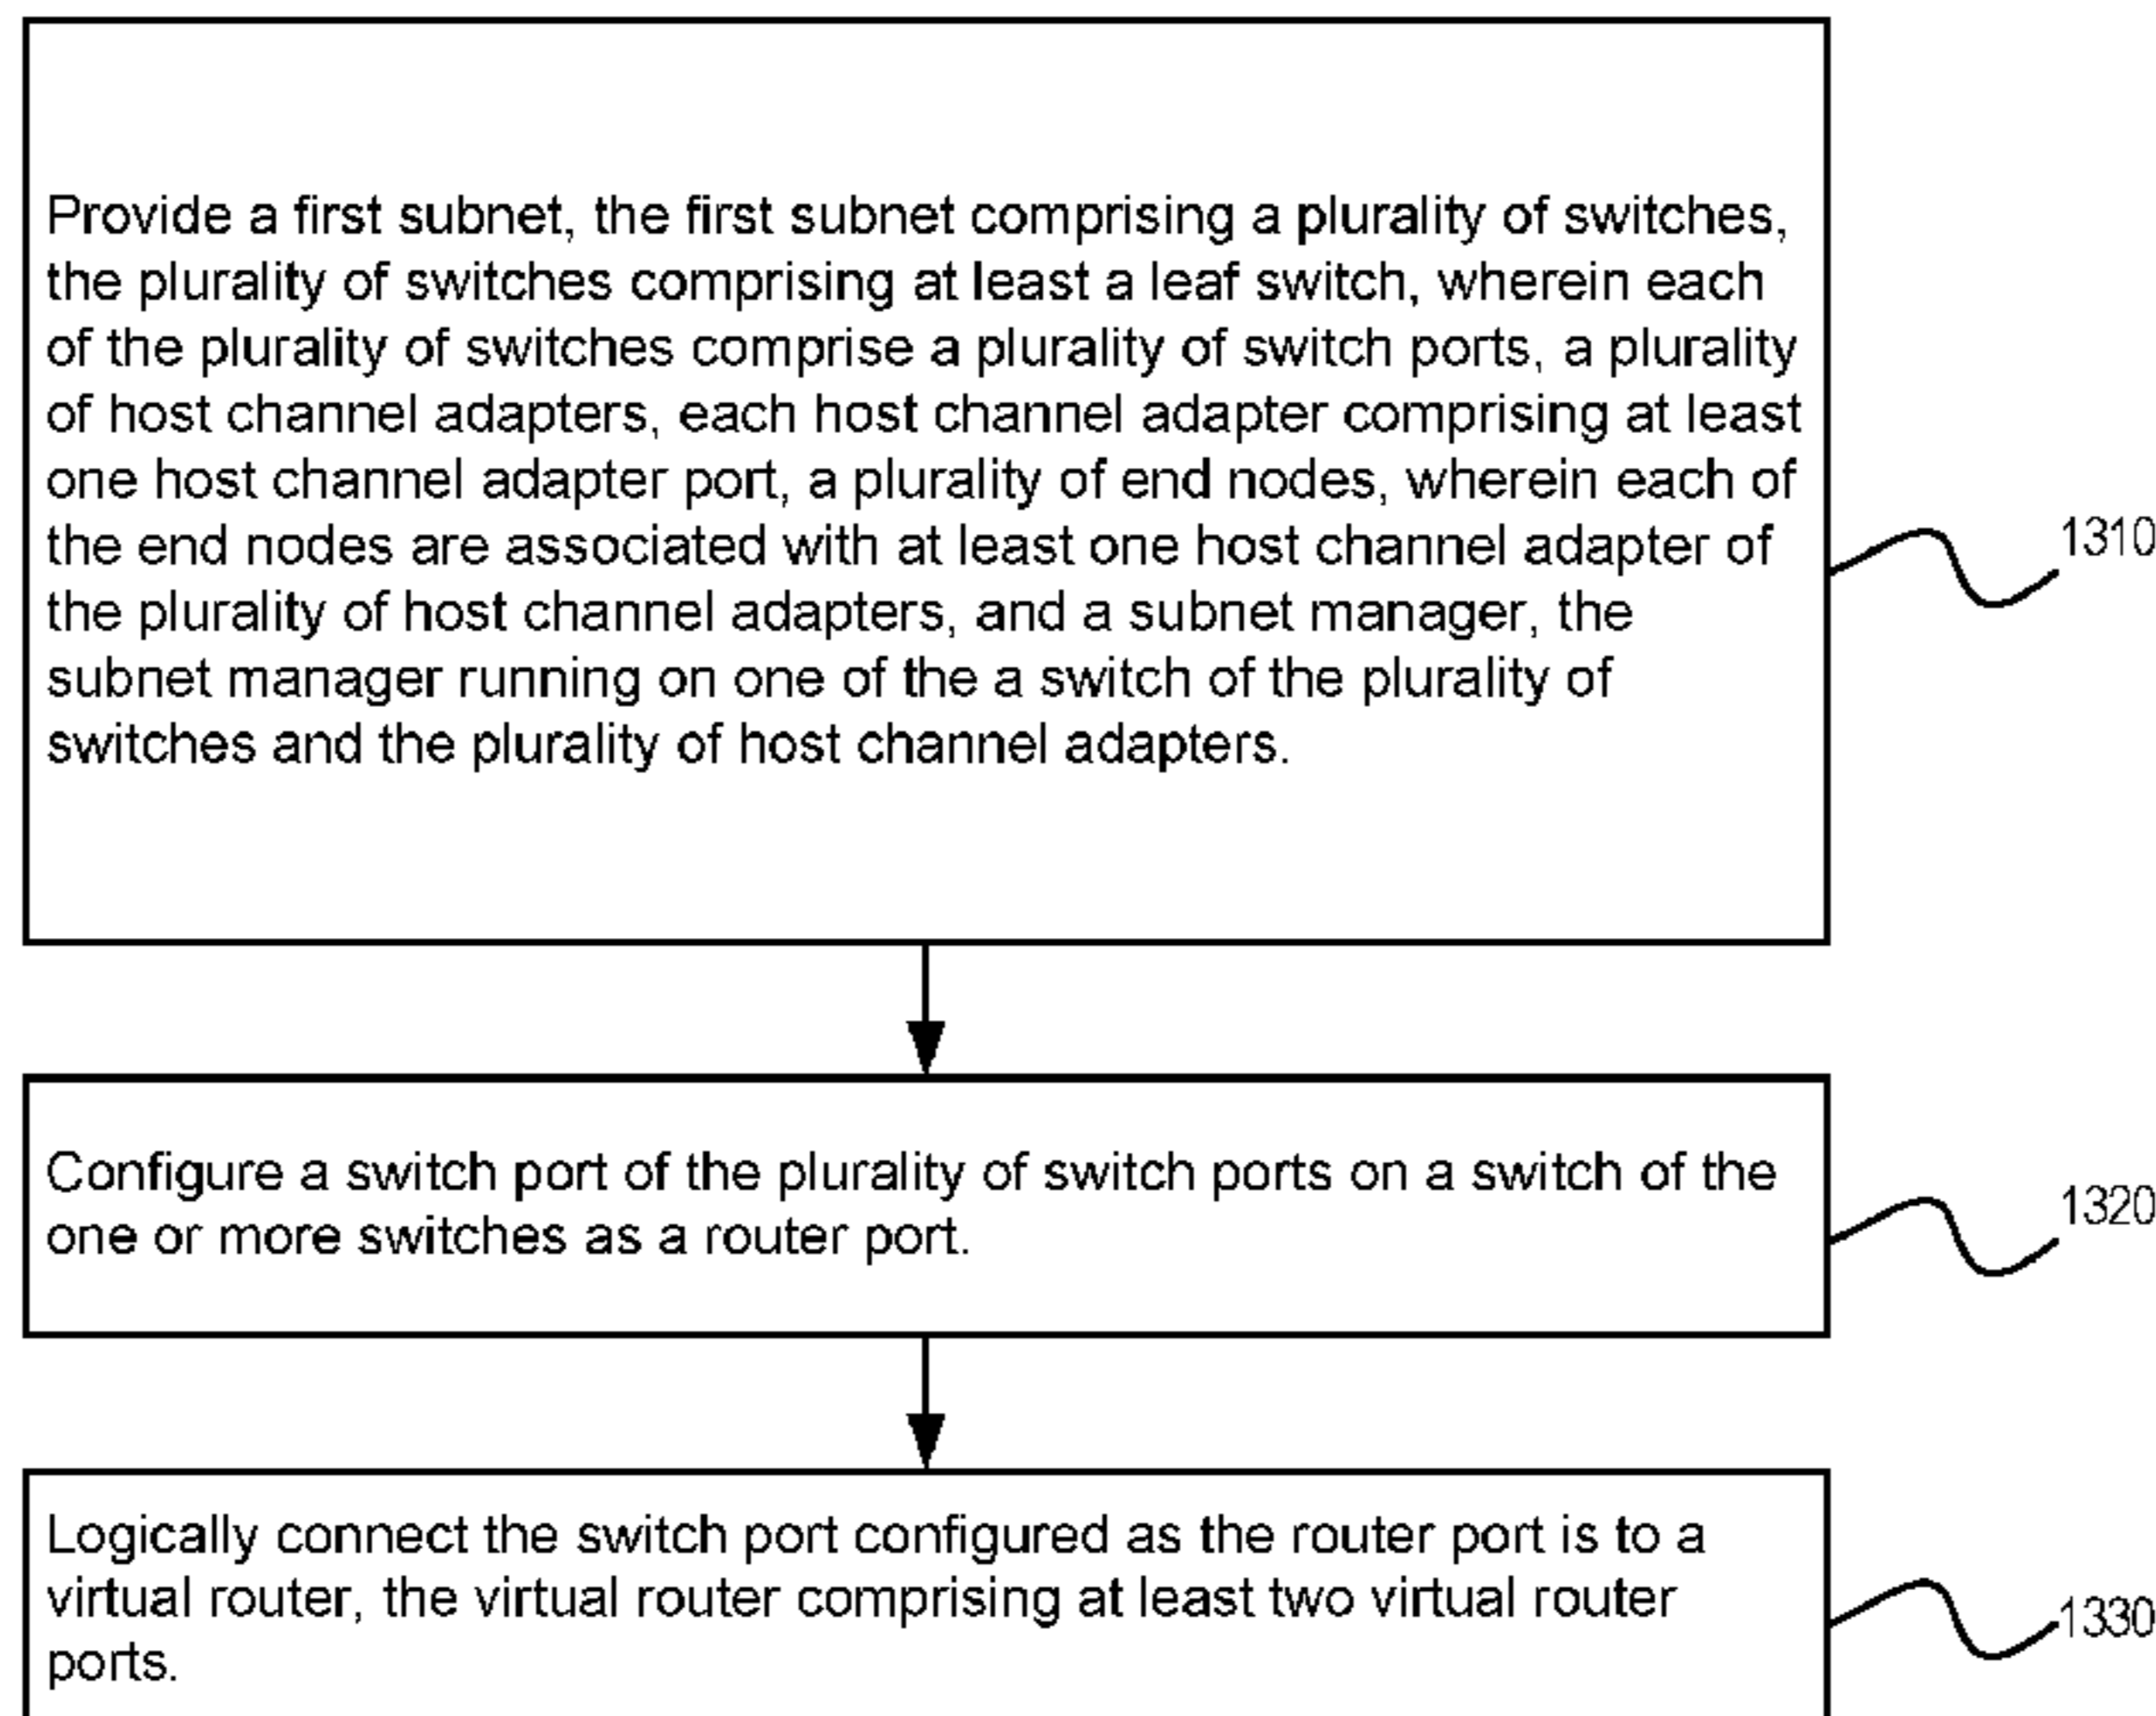 Provide a first subnet, the first subnet comprising a plurality of switches,
the plurality of switches comprising at least a leaf switch, wherein each
of the plurality of switches comprise a plurality of switch ports, a plurality
of host channel adapters, each host channel adapter comprising at least
one host channel adapter port, a plurality of end nodes, wherein each of
the end nodes are associated with at least one host channel adapter of
the plurality of host channel adapters, and a subnet manager, the
subnet manager running on one of the a switch of the plurality of
switches and the plurality of host channel adapters.
1310
Configure a switch port of the plurality of switch ports on a switch of the
one or more switches as a router port.
1320
Logically connect the switch port configured as the router port is to a
virtual router, the virtual router comprising at least two virtual router
ports.
1330